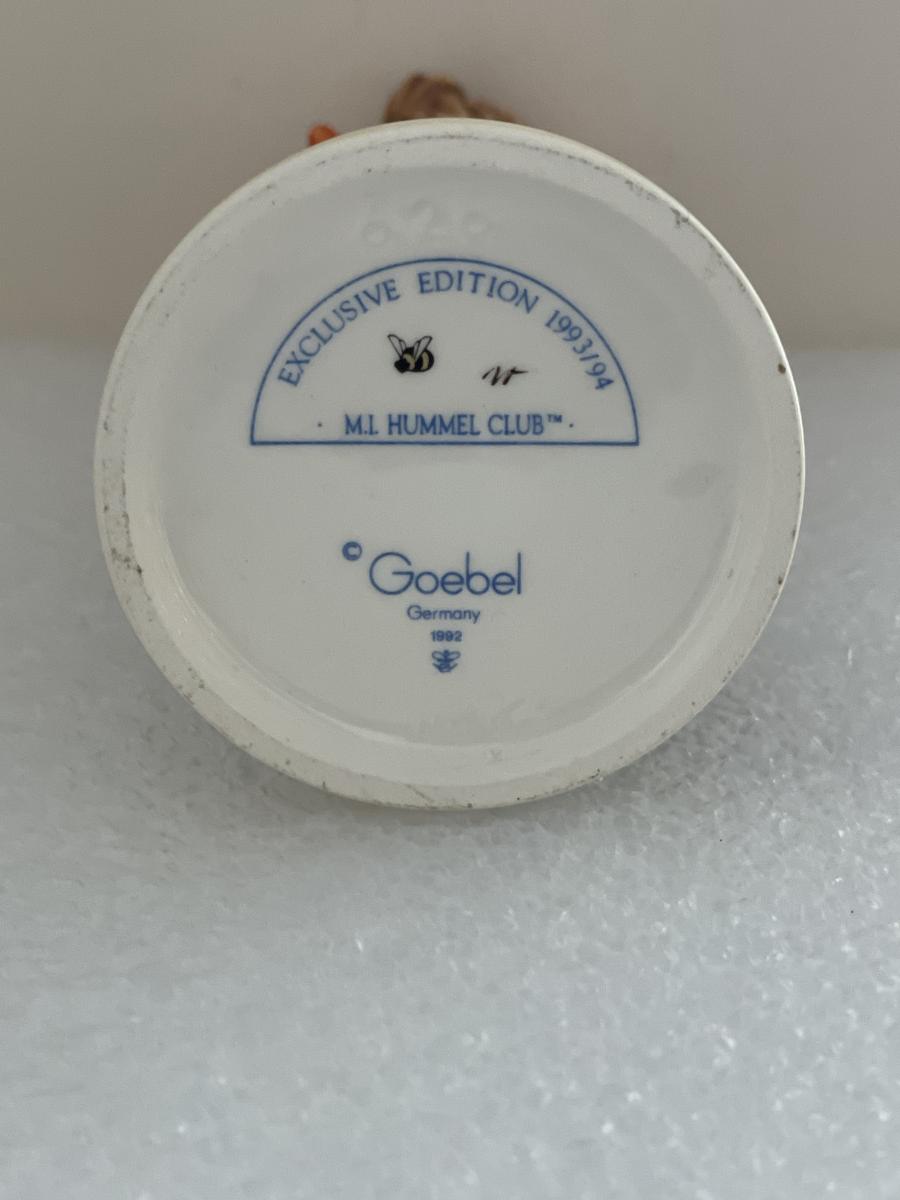 EXCLUSIVE EDITION 1993/94
· M.I. HUMMEL CLUB™ ·
© Goebel
Germany
1992